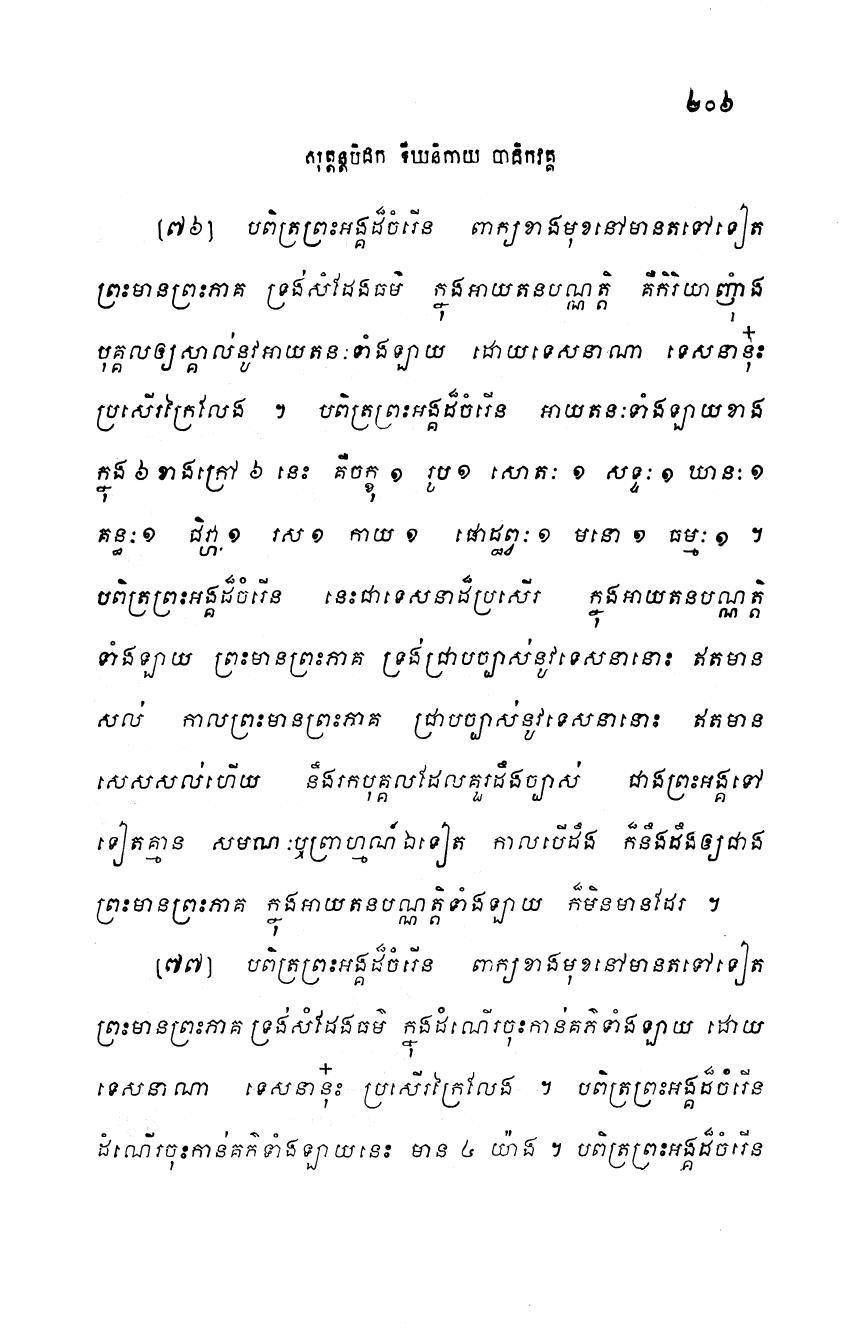 ២០៦
សុត្តន្តបិដក ទីឃនិកាយ បាដិកវគ្គ
[៧៦] បពិត្រព្រះអង្គដ៏ចំរើន ពាក្យខាងមុខនៅមានតទៅទៀត
ព្រះមានព្រះភាគ ទ្រង់សំដែងធម៌ ក្នុងអាយតនបណ្ណត្តិ គឺកិរិយាញុំាង
បុគ្គលឲ្យស្គាល់នូវអាយតនៈទាំងឡាយ ដោយទេសនាណា ទេសនានុ៎ះ
ប្រសើរក្រៃលែង ។ បពិត្រព្រះអង្គដ៏ចំរើន អាយតនៈទាំងឡាយខាង
ក្នុង ៦ ខាងក្រៅ ៦ នេះ គឺចក្ខុ ១ រូប ១ សោតៈ ១ សទ្ទៈ ១ ឃានៈ ១
គន្ធៈ ១ ជិវ្ហា ១ រស ១ កាយ ១ ផោដ្ឋព្វៈ ១ មនោ ១ ធម្មៈ ១ ។
បពិត្រព្រះអង្គដ៏ចំរើន នេះជាទេសនាដ៏ប្រសើរ ក្នុងអាយតនបណ្ណត្តិ
ទាំងឡាយ ព្រះមានព្រះភាគ ទ្រង់ជ្រាបច្បាស់នូវទេសនានោះ ឥតមាន
សល់ កាលព្រះមានព្រះភាគ ជ្រាបច្បាស់នូវទេសនានោះ ឥតមាន
សេសសល់ហើយ នឹងរកបុគ្គលដែលគួរដឹងច្បាស់ ជាងព្រះអង្គទៅ
ទៀតគ្មាន សមណៈឬព្រាហ្មណ៍ឯទៀត កាលបើដឹង ក៏នឹងដឹងឲ្យជាង
ព្រះមានព្រះភាគ ក្នុងអាយតនបណ្ណត្តិទាំងឡាយ ក៏មិនមានដែរ ។
[៧៧] បពិត្រព្រះអង្គដ៏ចំរើន ពាក្យខាងមុខនៅមានតទៅទៀត
ព្រះមានព្រះភាគ ទ្រង់សំដែងធម៌ ក្នុងដំណើរចុះកាន់គភ៌ទាំងឡាយ ដោយ
ទេសនាណា ទេសនានុ៎ះ ប្រសើរក្រៃលែង ។ បពិត្រព្រះអង្គដ៏ចំរើន
ដំណើរចុះកាន់គភ៌ទាំងឡាយនេះ មាន ៤ យ៉ាង ។ បពិត្រព្រះអង្គដ៏ចំរើន